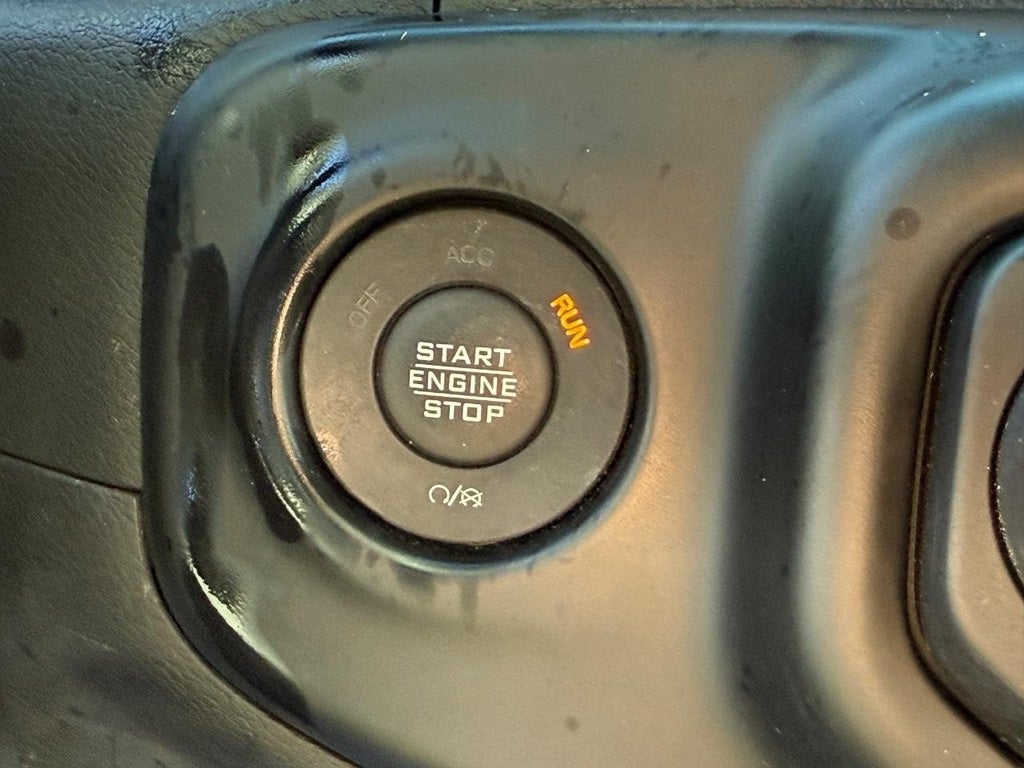 ACC
OFF
RUN
START
ENGINE
STOP